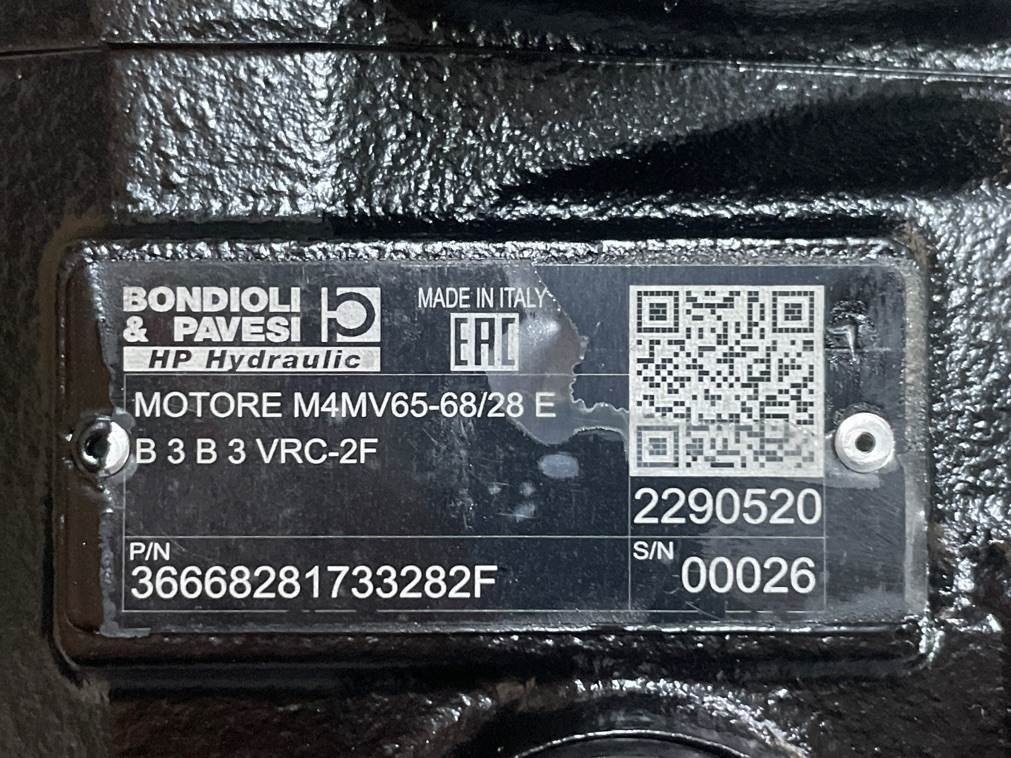 BONDIOLI
& PAVESI
HP Hydraulic
MADE IN ITALY
EAC
MOTORE M4MV65-68/28 E
B 3 B 3 VRC-2F
2290520
P/N
36668281733282F
S/N
00026